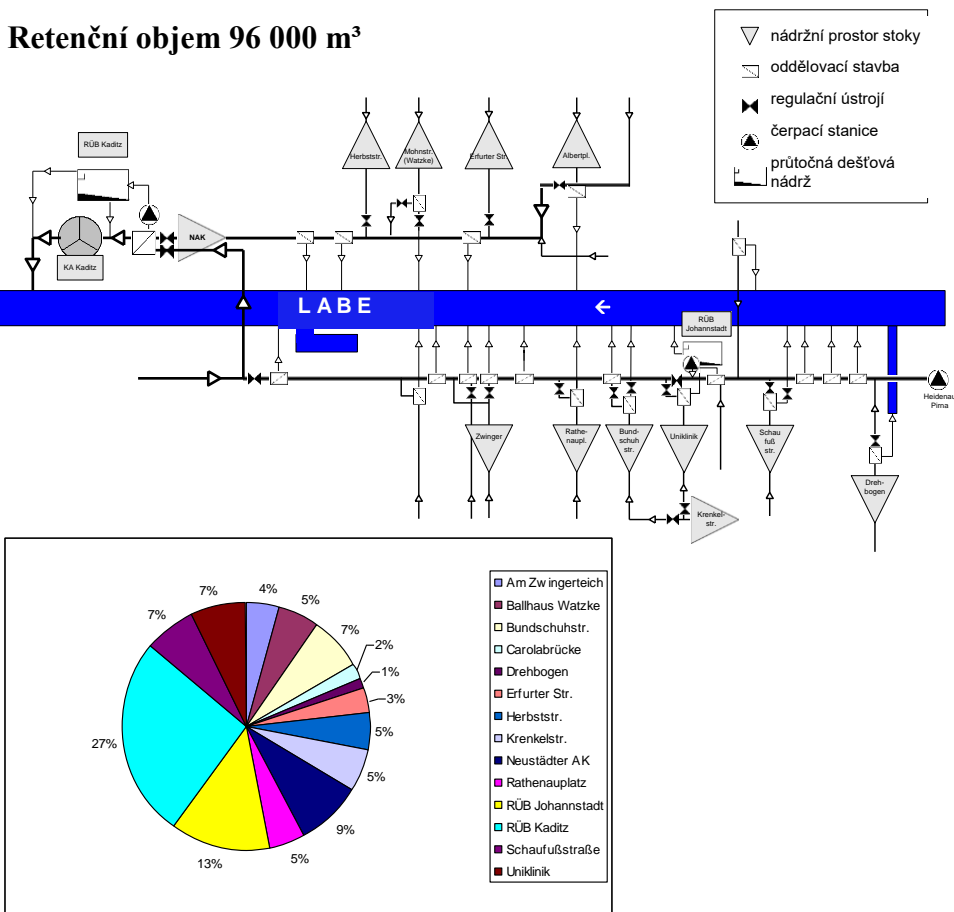 Retenční objem 96 000 m³
nádržní prostor stoky
oddělovací stavba
regulační ústrojí
čerpací stanice
průtočná dešťová
nádrž
RÜB Kaditz
Herbststr.
Mohnstr.
(Watzke)
Erfurter Str.
Albertpl.
NAK
KA Kaditz
LABE
RÜB
Johannstadt
Heidenau
Pirna
Zwinger
Rathe-
naupl.
Bund-
schuh
str.
Uniklinik
Schau
fuß
str.
Dreh-
bogen
Krenkel-
str.
7%
4%
5%
7%
2%
1%
3%
5%
5%
9%
5%
13%
27%
7%
Am Zwingerteich
Ballhaus Watzke
Bundschuhstr.
Carolabrücke
Drehbogen
Erfurter Str.
Herbststr.
Krenkelstr.
Neustädter AK
Rathenauplatz
RÜB Johannstadt
RÜB Kaditz
Schaufußstraße
Uniklinik